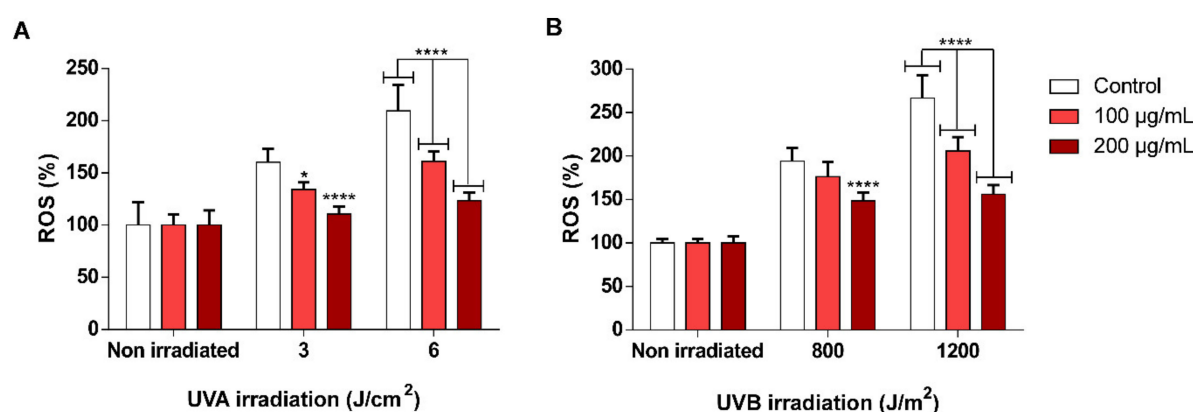 A
ROS (%)
250
200
150
100
50
0
* **** ****
Non irradiated 3 6
UVA irradiation (J/cm²)
B
ROS (%)
300
250
200
150
100
50
0
**** ****
Non irradiated 800 1200
UVB irradiation (J/m²)
Control
100 µg/mL
200 µg/mL